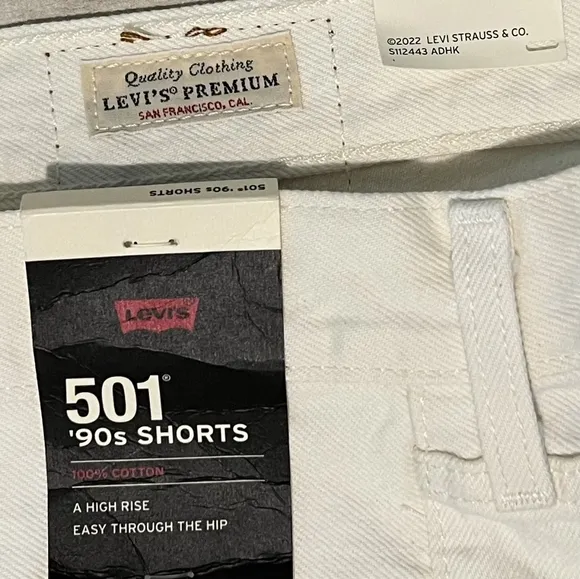 ©2022 LEVI STRAUSS & CO.
S112443 ADHK
Quality Clothing
LEVI'S® PREMIUM
SAN FRANCISCO, CAL.
501® '90s SHORTS
Levi's
501®
'90s SHORTS
100% COTTON
A HIGH RISE
EASY THROUGH THE HIP